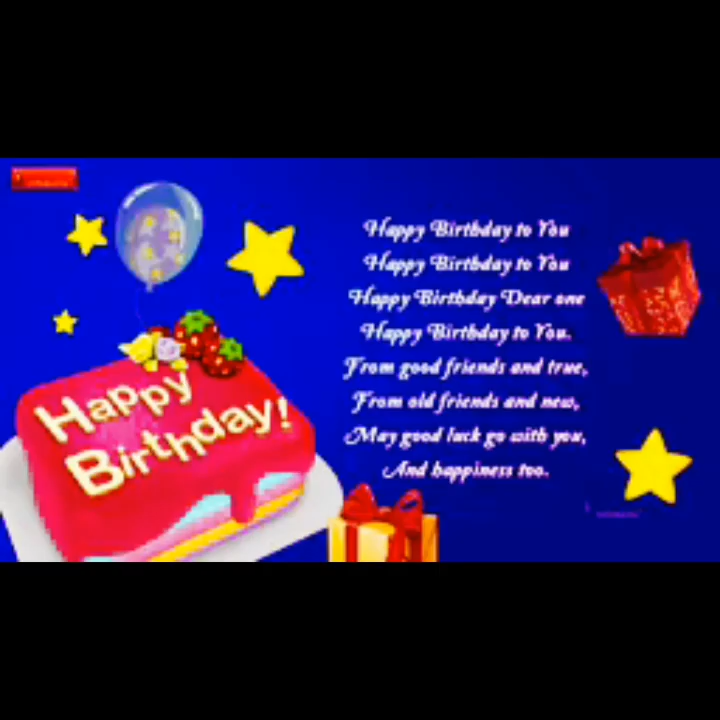 Happy
Birthday!
Happy Birthday to You
Happy Birthday to You
Happy Birthday Dear one
Happy Birthday to You.
From good friends and true,
From old friends and new,
May good luck go with you,
And happiness too.